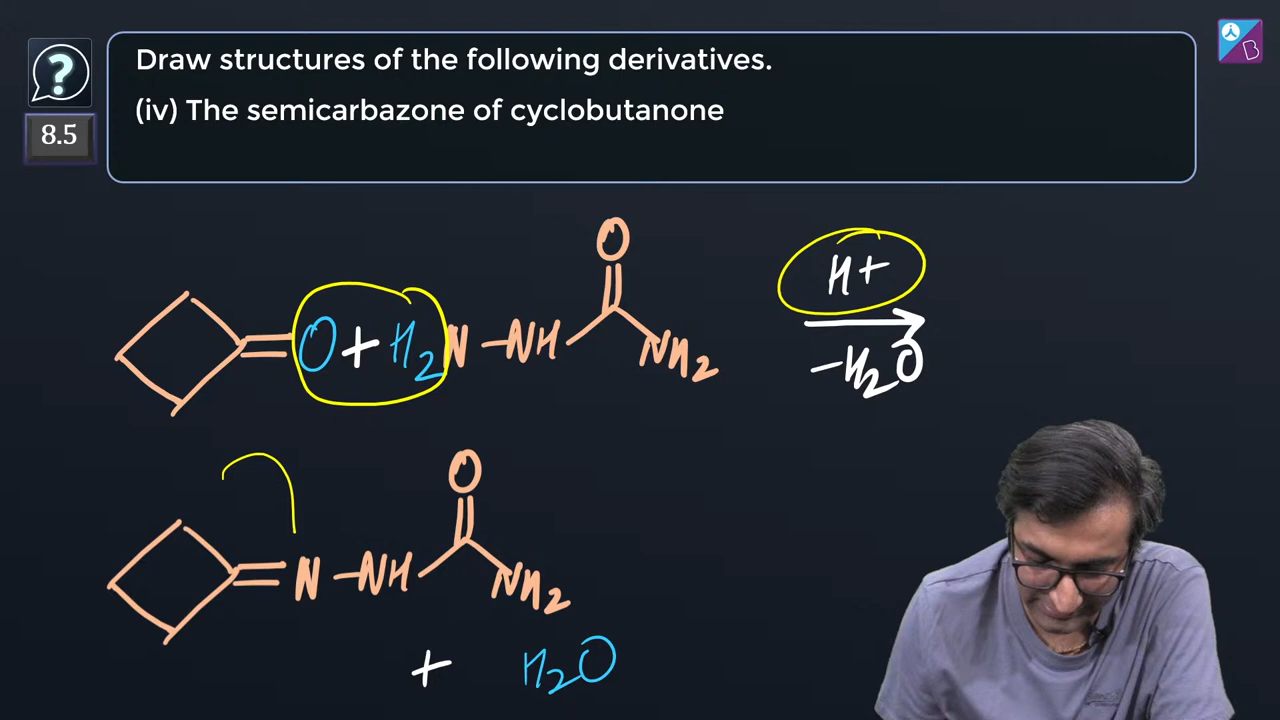 Draw structures of the following derivatives.
(iv) The semicarbazone of cyclobutanone
?
8.5
B
O
H+
O + H2N - NH
NH2
-H2O
O
N - NH
NH2
+ H2O